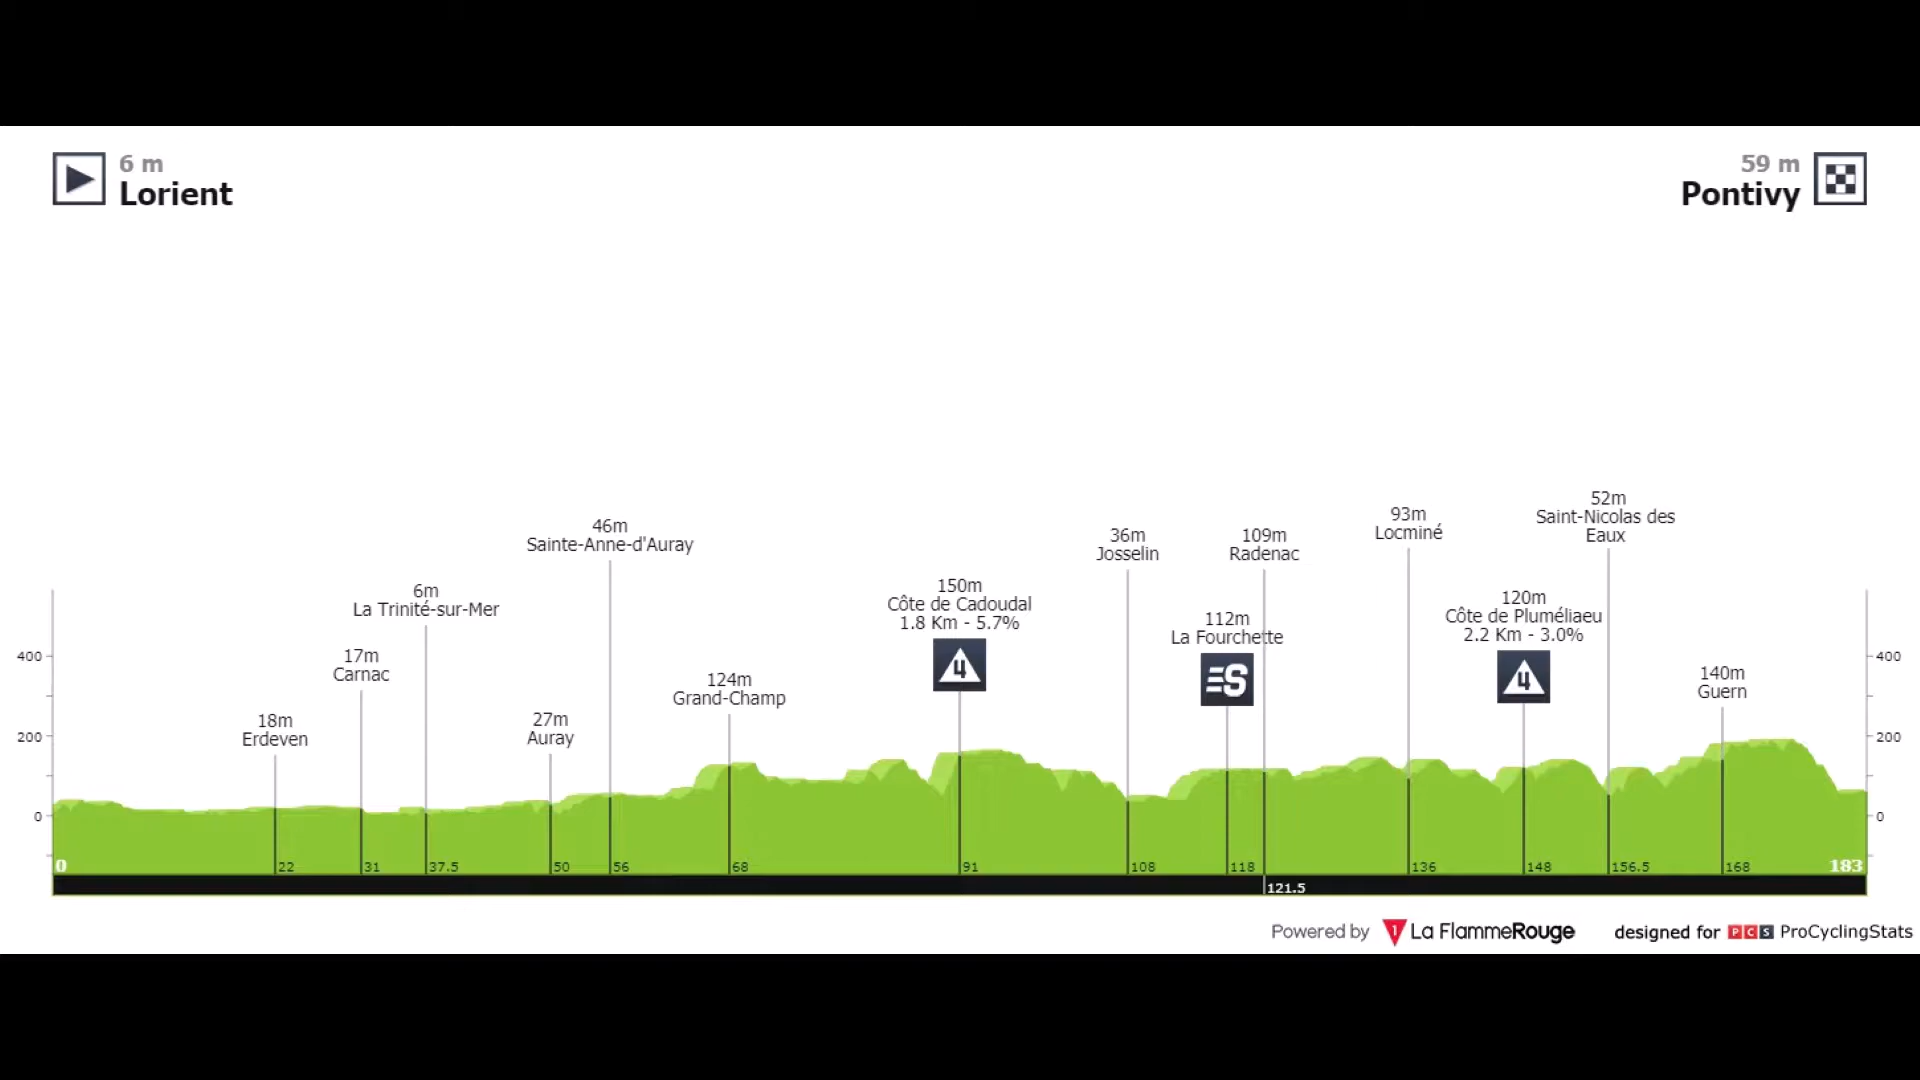 6 m
Lorient
59 m
Pontivy
52m
Saint-Nicolas des
Eaux
93m
Locminé
46m
Sainte-Anne-d'Auray
36m
Josselin
109m
Radenac
150m
Côte de Cadoudal
1.8 Km - 5.7%
6m
La Trinité-sur-Mer
120m
Côte de Pluméliaeu
2.2 Km - 3.0%
112m
La Fourchette
17m
Carnac
124m
Grand-Champ
140m
Guern
18m
Erdeven
27m
Auray
4
S
4
400
200
0
400
200
0
0 22 31 37.5 50 56 68 91 108 118 136 148 156.5 168 183
121.5
Powered by 1 La FlammeRouge designed for PCS ProCyclingStats